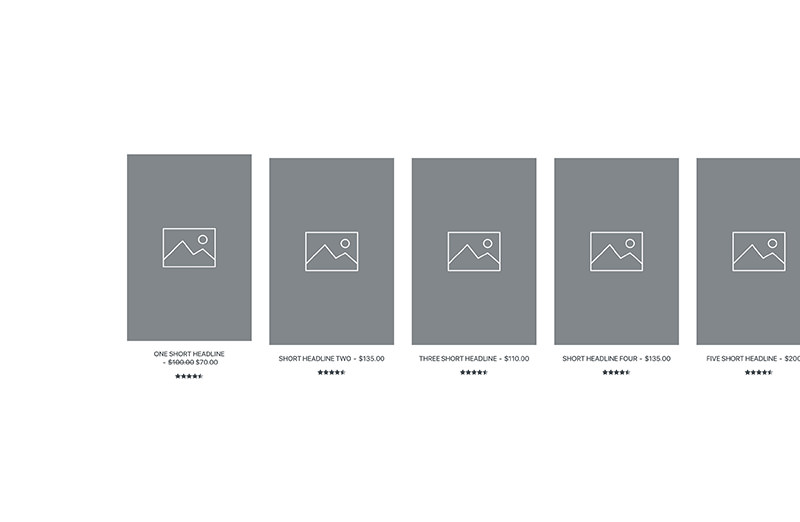 ONE SHORT HEADLINE
- $100.00 $70.00
SHORT HEADLINE TWO - $135.00
THREE SHORT HEADLINE - $110.00
SHORT HEADLINE FOUR - $135.00
FIVE SHORT HEADLINE - $200